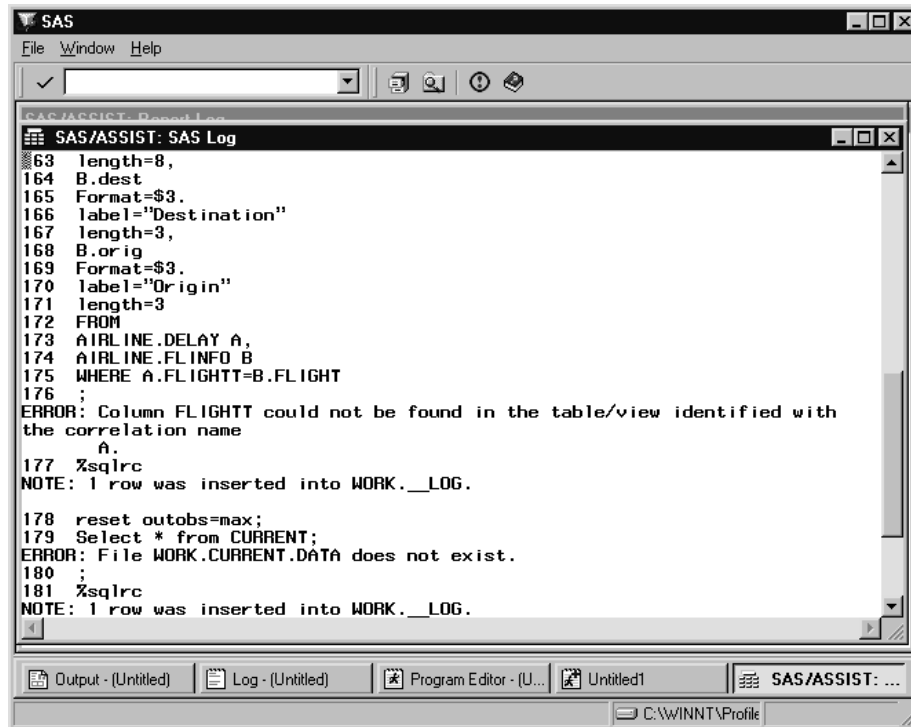 SAS
File Window Help
SAS/ASSIST: Report Log
SAS/ASSIST: SAS Log
63 length=8,
164 B.dest
165 Format=$3.
166 label="Destination"
167 length=3,
168 B.orig
169 Format=$3.
170 label="Origin"
171 length=3
172 FROM
173 AIRLINE.DELAY A,
174 AIRLINE.FLINFO B
175 WHERE A.FLIGHTT=B.FLIGHT
176 ;
ERROR: Column FLIGHTT could not be found in the table/view identified with
the correlation name
A.
177 %sqlrc
NOTE: 1 row was inserted into WORK.__LOG.
178 reset outobs=max;
179 Select * from CURRENT;
ERROR: File WORK.CURRENT.DATA does not exist.
180 ;
181 %sqlrc
NOTE: 1 row was inserted into WORK.__LOG.
Output - (Untitled) Log - (Untitled) Program Editor - (U... Untitled1 SAS/ASSIST: ...
C:\WINNT\Profile